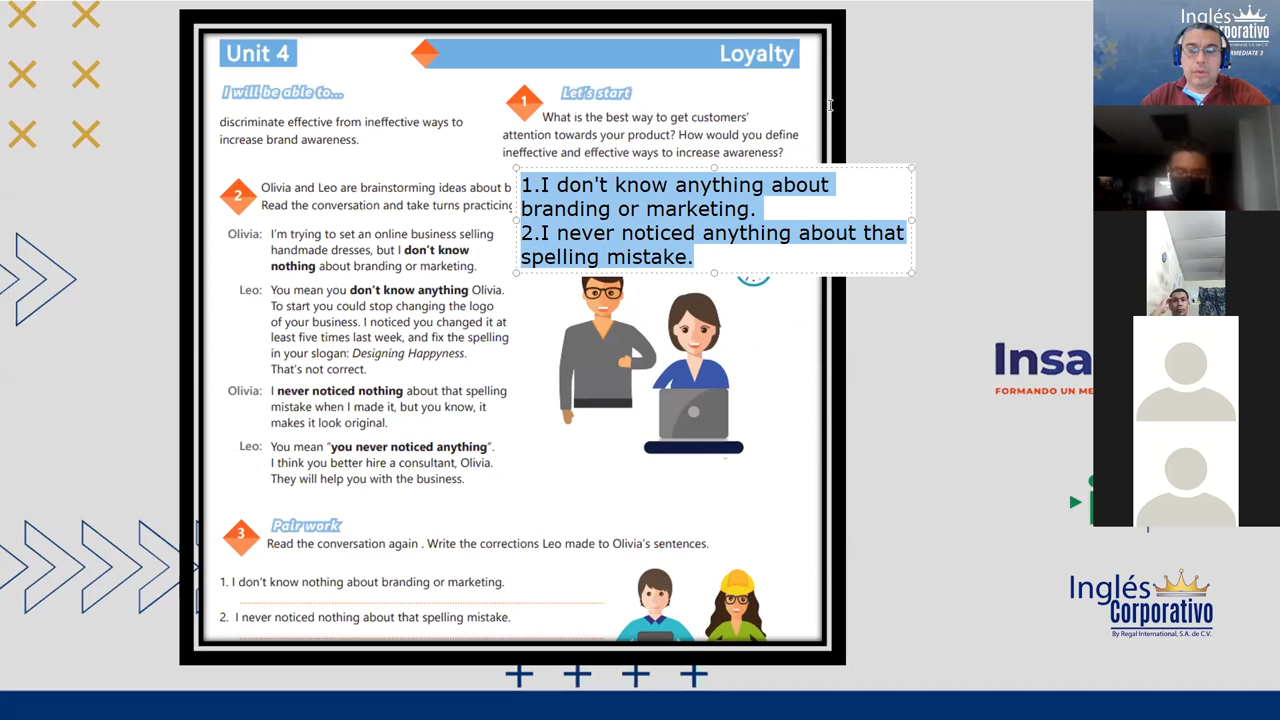 Unit 4
Loyalty
I will be able to...
discriminate effective from ineffective ways to
increase brand awareness.
1
Let's start
What is the best way to get customers'
attention towards your product? How would you define
ineffective and effective ways to increase awareness?
2
Olivia and Leo are brainstorming ideas about
Read the conversation and take turns practicing
Olivia: I'm trying to set an online business selling
handmade dresses, but I don't know
nothing about branding or marketing.
Leo: You mean you don't know anything Olivia.
To start you could stop changing the logo
of your business. I noticed you changed it at
least five times last week, and fix the spelling
in your slogan: Designing Happyness.
That's not correct.
Olivia: I never noticed nothing about that spelling
mistake when I made it, but you know, it
makes it look original.
Leo: You mean "you never noticed anything".
I think you better hire a consultant, Olivia.
They will help you with the business.
1.I don't know anything about
branding or marketing.
2.I never noticed anything about that
spelling mistake.
3
Pair work
Read the conversation again . Write the corrections Leo made to Olivia's sentences.
1. I don't know nothing about branding or marketing.
2. I never noticed nothing about that spelling mistake.
Inglés
Corporativo
INTERMEDIATE 3
Insa
FORMANDO UN ME
Inglés
Corporativo
By Regal International, S.A. de C.V.